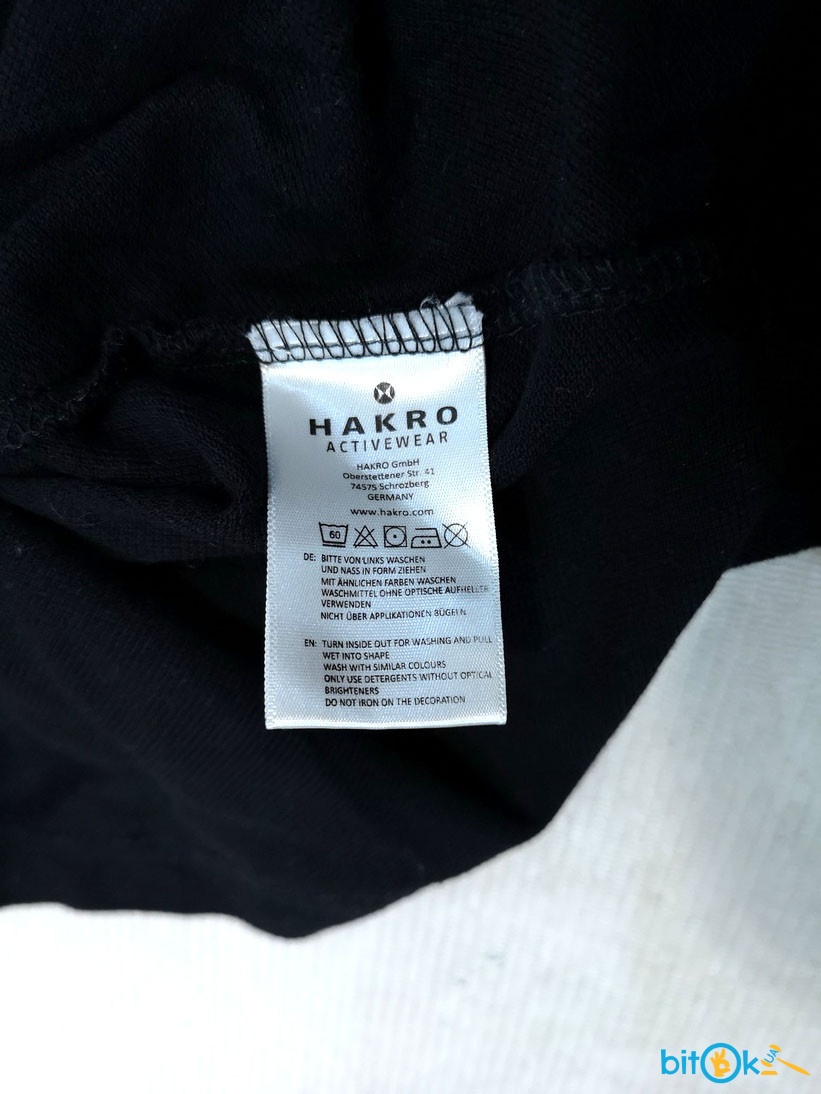 HAKRO
ACTIVEWEAR
HAKRO GmbH
Oberstettener Str. 41
74575 Schrozberg
GERMANY
www.hakro.com
60
DE: BITTE VON LINKS WASCHEN
UND NASS IN FORM ZIEHEN
MIT ÄHNLICHEN FARBEN WASCHEN
WASCHMITTEL OHNE OPTISCHE AUFHELLER
VERWENDEN
NICHT ÜBER APPLIKATIONEN BÜGELN
EN: TURN INSIDE OUT FOR WASHING AND PULL
WET INTO SHAPE
WASH WITH SIMILAR COLOURS
ONLY USE DETERGENTS WITHOUT OPTICAL
BRIGHTENERS
DO NOT IRON ON THE DECORATION
bitOk UA